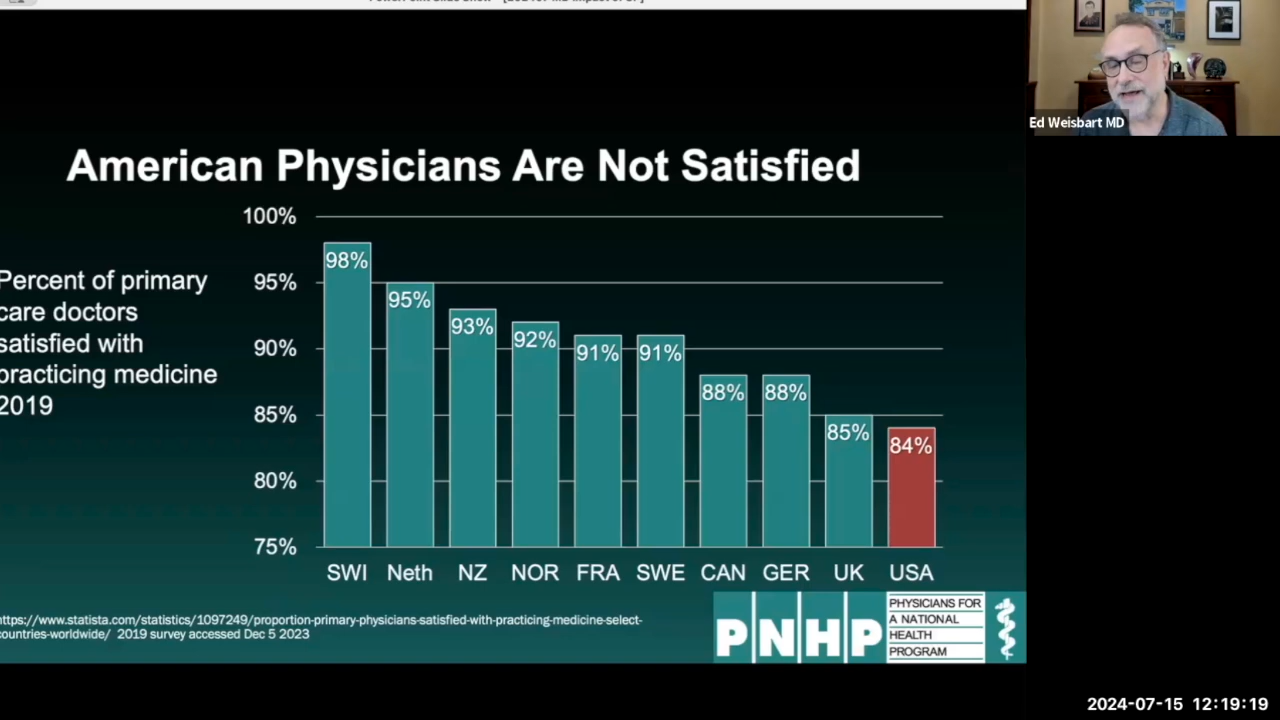 Ed Weisbart MD
American Physicians Are Not Satisfied
Percent of primary
care doctors
satisfied with
practicing medicine
2019
100%
95%
90%
85%
80%
75%
98%
95%
93%
92%
91%
91%
88%
88%
85%
84%
SWI Neth NZ NOR FRA SWE CAN GER UK USA
https://www.statista.com/statistics/1097249/proportion-primary-physicians-satisfied-with-practicing-medicine-select-
countries-worldwide/ 2019 survey accessed Dec 5 2023
PNHP
PHYSICIANS FOR
A NATIONAL
HEALTH
PROGRAM
2024-07-15 12:19:19